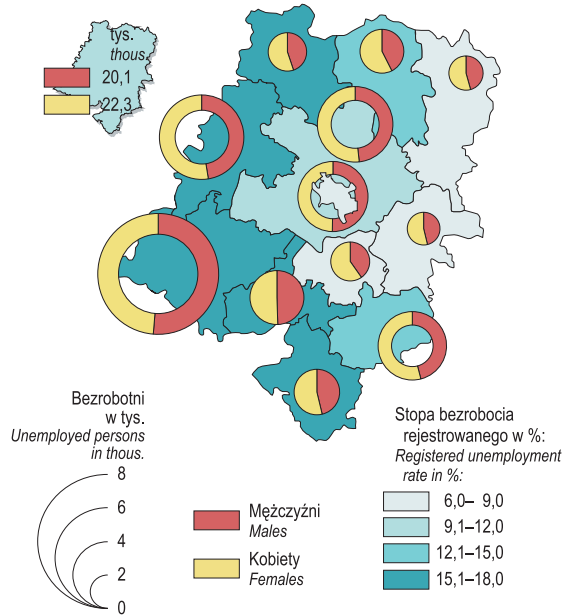 tys.
thous.
20,1
22,3
Bezrobotni
w tys.
Unemployed persons
in thous.
8
6
4
2
0
Mężczyźni
Males
Kobiety
Females
Stopa bezrobocia
rejestrowanego w %:
Registered unemployment
rate in %:
6,0– 9,0
9,1–12,0
12,1–15,0
15,1–18,0